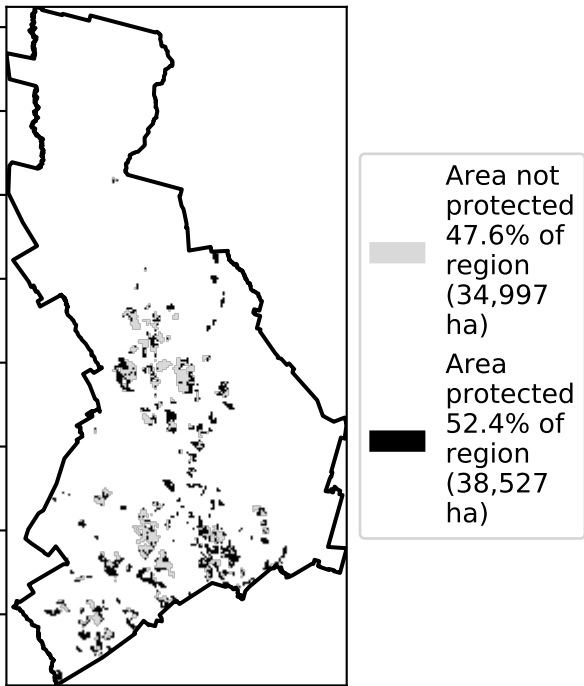 Area not
protected
47.6% of
region
(34,997
ha)
Area
protected
52.4% of
region
(38,527
ha)